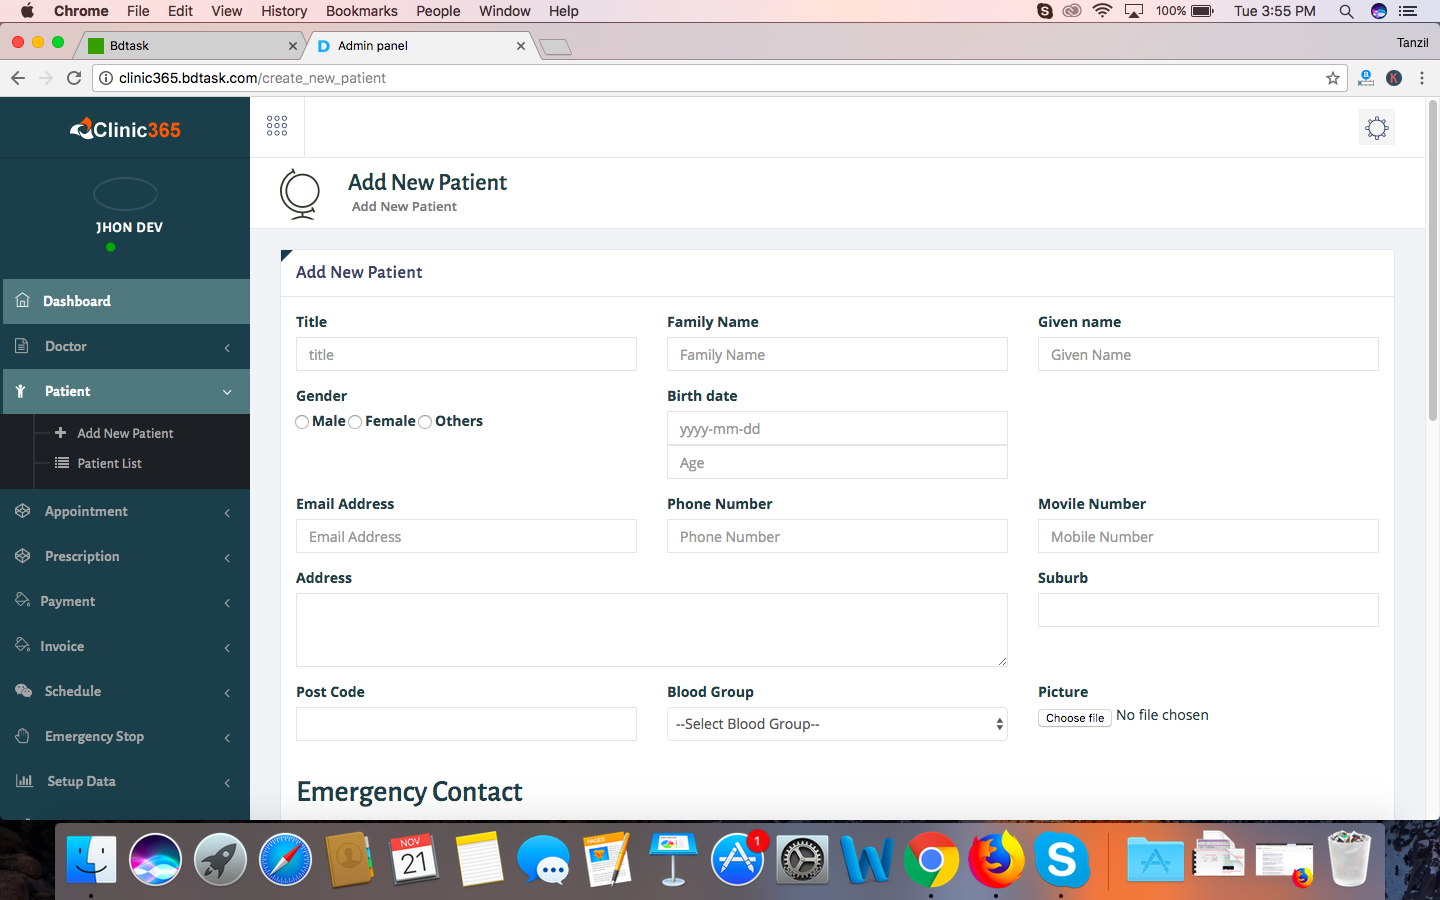 Chrome File Edit View History Bookmarks People Window Help 100% Tue 3:55 PM
Bdtask Admin panel Tanzil
clinic365.bdtask.com/create_new_patient
Clinic365
JHON DEV
Dashboard
Doctor
Patient
Add New Patient
Patient List
Appointment
Prescription
Payment
Invoice
Schedule
Emergency Stop
Setup Data
Add New Patient
Add New Patient
Add New Patient
Title Family Name Given name
title Family Name Given Name
Gender Birth date
Male Female Others yyyy-mm-dd
Age
Email Address Phone Number Movile Number
Email Address Phone Number Mobile Number
Address Suburb
Post Code Blood Group Picture
--Select Blood Group-- Choose file No file chosen
Emergency Contact
NOV
21
PAGES
1